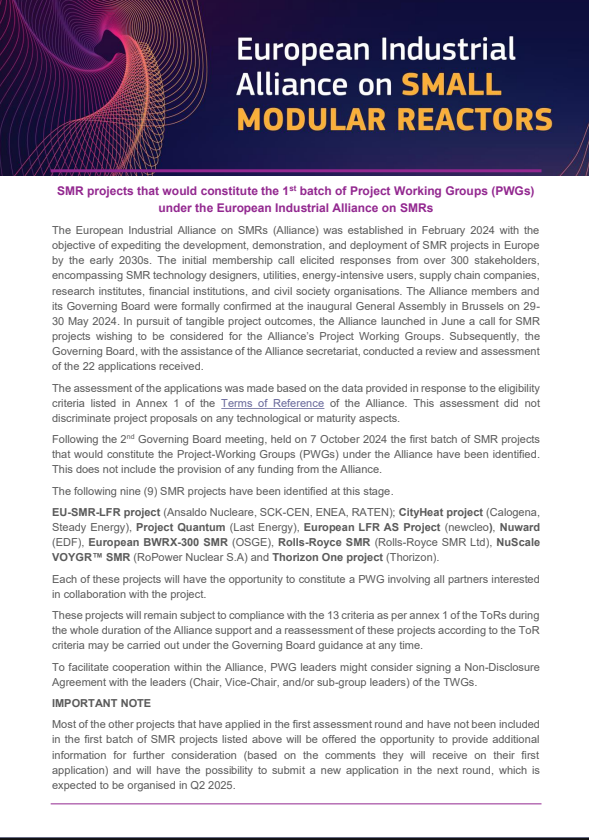 European Industrial
Alliance on SMALL
MODULAR REACTORS
SMR projects that would constitute the 1st batch of Project Working Groups (PWGs)
under the European Industrial Alliance on SMRs
The European Industrial Alliance on SMRs (Alliance) was established in February 2024 with the
objective of expediting the development, demonstration, and deployment of SMR projects in Europe
by the early 2030s. The initial membership call elicited responses from over 300 stakeholders,
encompassing SMR technology designers, utilities, energy-intensive users, supply chain companies,
research institutes, financial institutions, and civil society organisations. The Alliance members and
its Governing Board were formally confirmed at the inaugural General Assembly in Brussels on 29-
30 May 2024. In pursuit of tangible project outcomes, the Alliance launched in June a call for SMR
projects wishing to be considered for the Alliance's Project Working Groups. Subsequently, the
Governing Board, with the assistance of the Alliance secretariat, conducted a review and assessment
of the 22 applications received.
The assessment of the applications was made based on the data provided in response to the eligibility
criteria listed in Annex 1 of the Terms of Reference of the Alliance. This assessment did not
discriminate project proposals on any technological or maturity aspects.
Following the 2nd Governing Board meeting, held on 7 October 2024 the first batch of SMR projects
that would constitute the Project-Working Groups (PWGs) under the Alliance have been identified.
This does not include the provision of any funding from the Alliance.
The following nine (9) SMR projects have been identified at this stage.
EU-SMR-LFR project (Ansaldo Nucleare, SCK-CEN, ENEA, RATEN); CityHeat project (Calogena,
Steady Energy), Project Quantum (Last Energy), European LFR AS Project (newcleo), Nuward
(EDF), European BWRX-300 SMR (OSGE), Rolls-Royce SMR (Rolls-Royce SMR Ltd), NuScale
VOYGR™ SMR (RoPower Nuclear S.A) and Thorizon One project (Thorizon).
Each of these projects will have the opportunity to constitute a PWG involving all partners interested
in collaboration with the project.
These projects will remain subject to compliance with the 13 criteria as per annex 1 of the ToRs during
the whole duration of the Alliance support and a reassessment of these projects according to the ToR
criteria may be carried out under the Governing Board guidance at any time.
To facilitate cooperation within the Alliance, PWG leaders might consider signing a Non-Disclosure
Agreement with the leaders (Chair, Vice-Chair, and/or sub-group leaders) of the TWGs.
IMPORTANT NOTE
Most of the other projects that have applied in the first assessment round and have not been included
in the first batch of SMR projects listed above will be offered the opportunity to provide additional
information for further consideration (based on the comments they will receive on their first
application) and will have the possibility to submit a new application in the next round, which is
expected to be organised in Q2 2025.